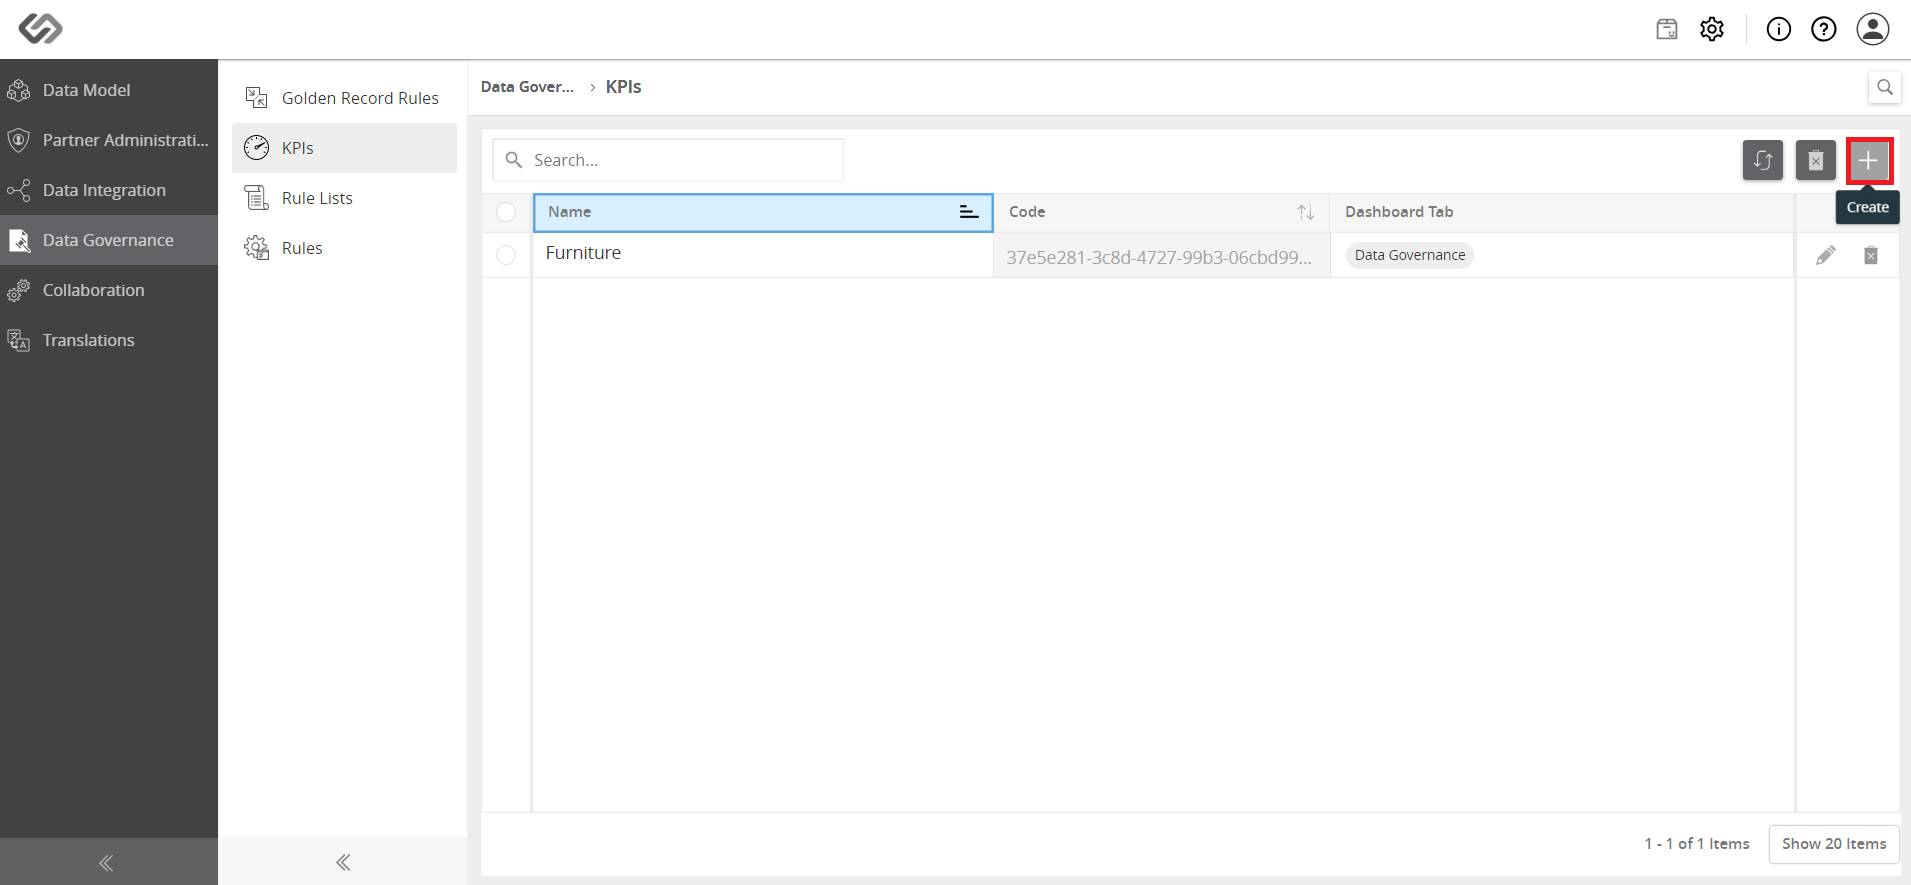 Data Model
Partner Administrati...
Data Integration
Data Governance
Collaboration
Translations
Golden Record Rules
KPIs
Rule Lists
Rules
Data Gover... › KPIs
Search...
Create
Name Code Dashboard Tab
Furniture 37e5e281-3c8d-4727-99b3-06cbd99... Data Governance
1 - 1 of 1 Items Show 20 Items